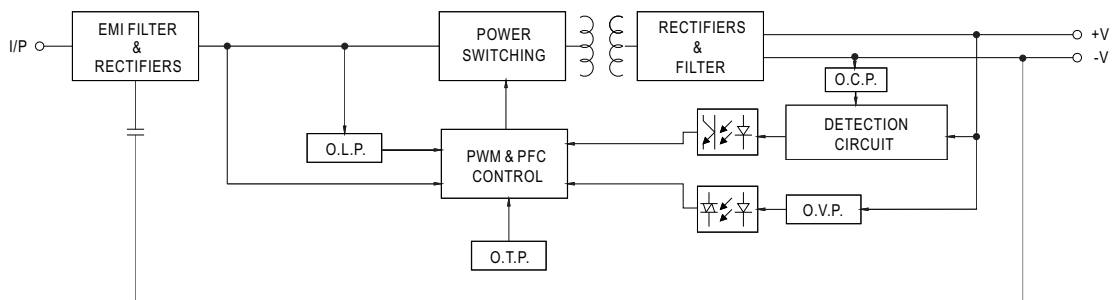 I/P
EMI FILTER
&
RECTIFIERS
POWER
SWITCHING
RECTIFIERS
&
FILTER
+V
-V
O.C.P.
DETECTION
CIRCUIT
O.L.P.
PWM & PFC
CONTROL
O.V.P.
O.T.P.